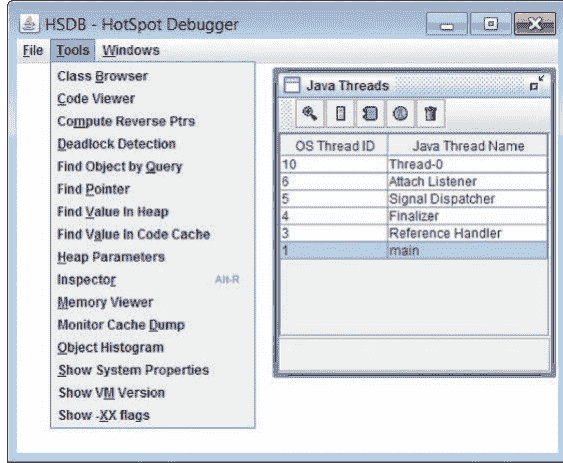 HSDB - HotSpot Debugger
File Tools Windows
Class Browser
Code Viewer
Compute Reverse Ptrs
Deadlock Detection
Find Object by Query
Find Pointer
Find Value In Heap
Find Value In Code Cache
Heap Parameters
Inspector Alt-R
Memory Viewer
Monitor Cache Dump
Object Histogram
Show System Properties
Show VM Version
Show -XX flags
Java Threads
OS Thread ID Java Thread Name
10 Thread-0
6 Attach Listener
5 Signal Dispatcher
4 Finalizer
3 Reference Handler
1 main